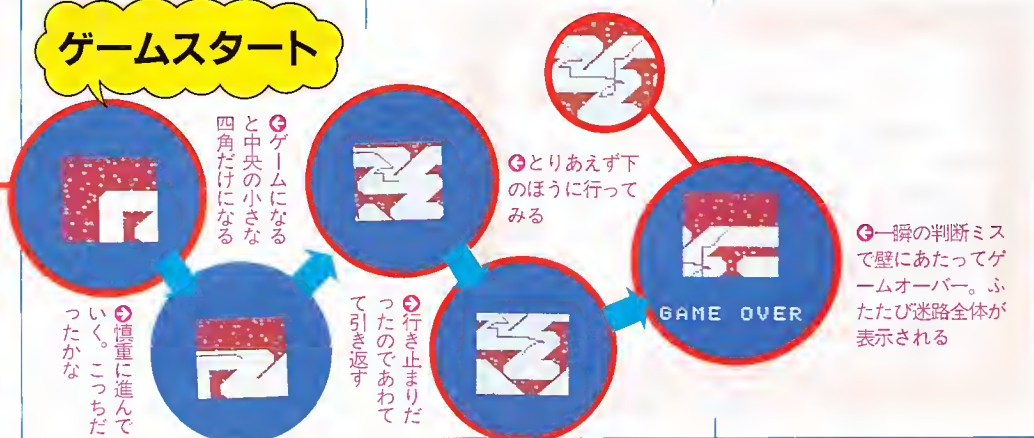 ゲームスタート
➲ゲームになる
と中央の小さな
四角だけになる
➲慎重に進んで
いく。こっちだ
ったかな
➲行き止まりだ
ったのであわて
て引き返す
➲とりあえず下
のほうに行って
みる
GAME OVER
➲一瞬の判断ミス
で壁にあたってゲ
ームオーバー。ふ
たたび迷路全体が
表示される